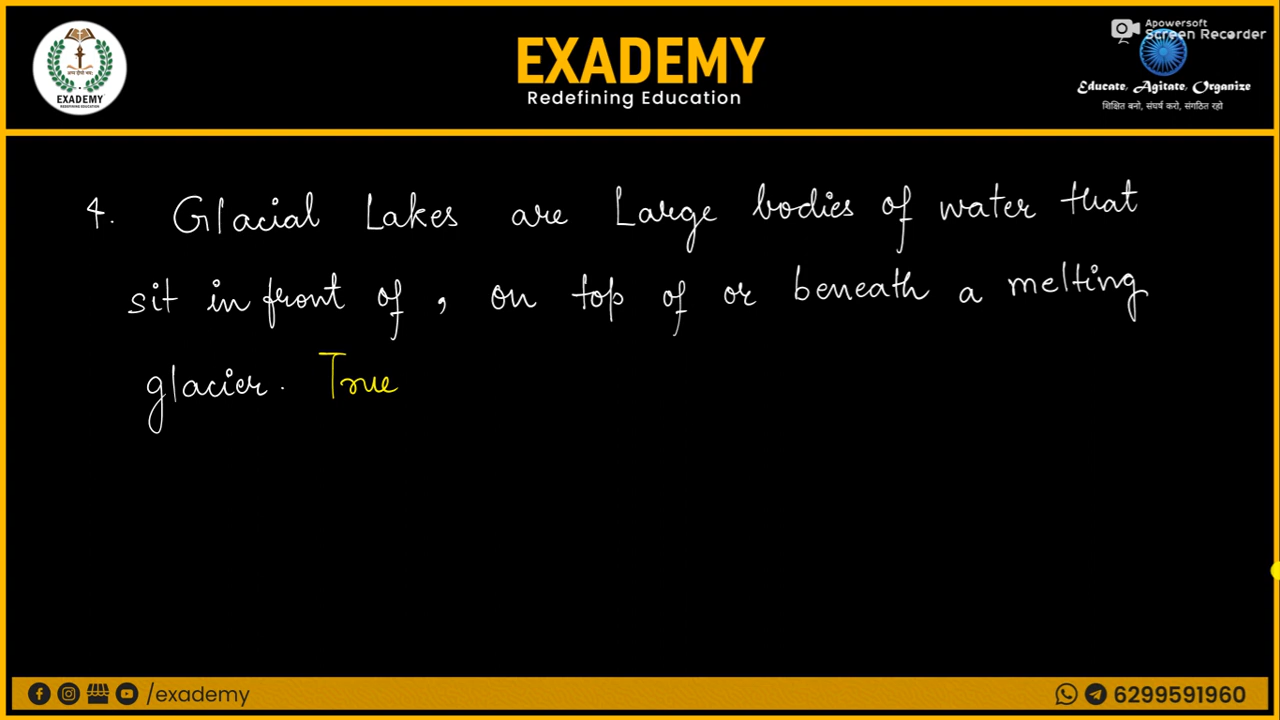 EXADEMY
Redefining Education
Apowersoft
Screen Recorder
Educate, Agitate, Organize
शिक्षित बनो, संघर्ष करो, संगठित रहो
EXADEMY
REDEFINING EDUCATION
4. Glacial Lakes are Large bodies of water that
sit in front of, on top of or beneath a melting
glacier. True
/exademy
6299591960